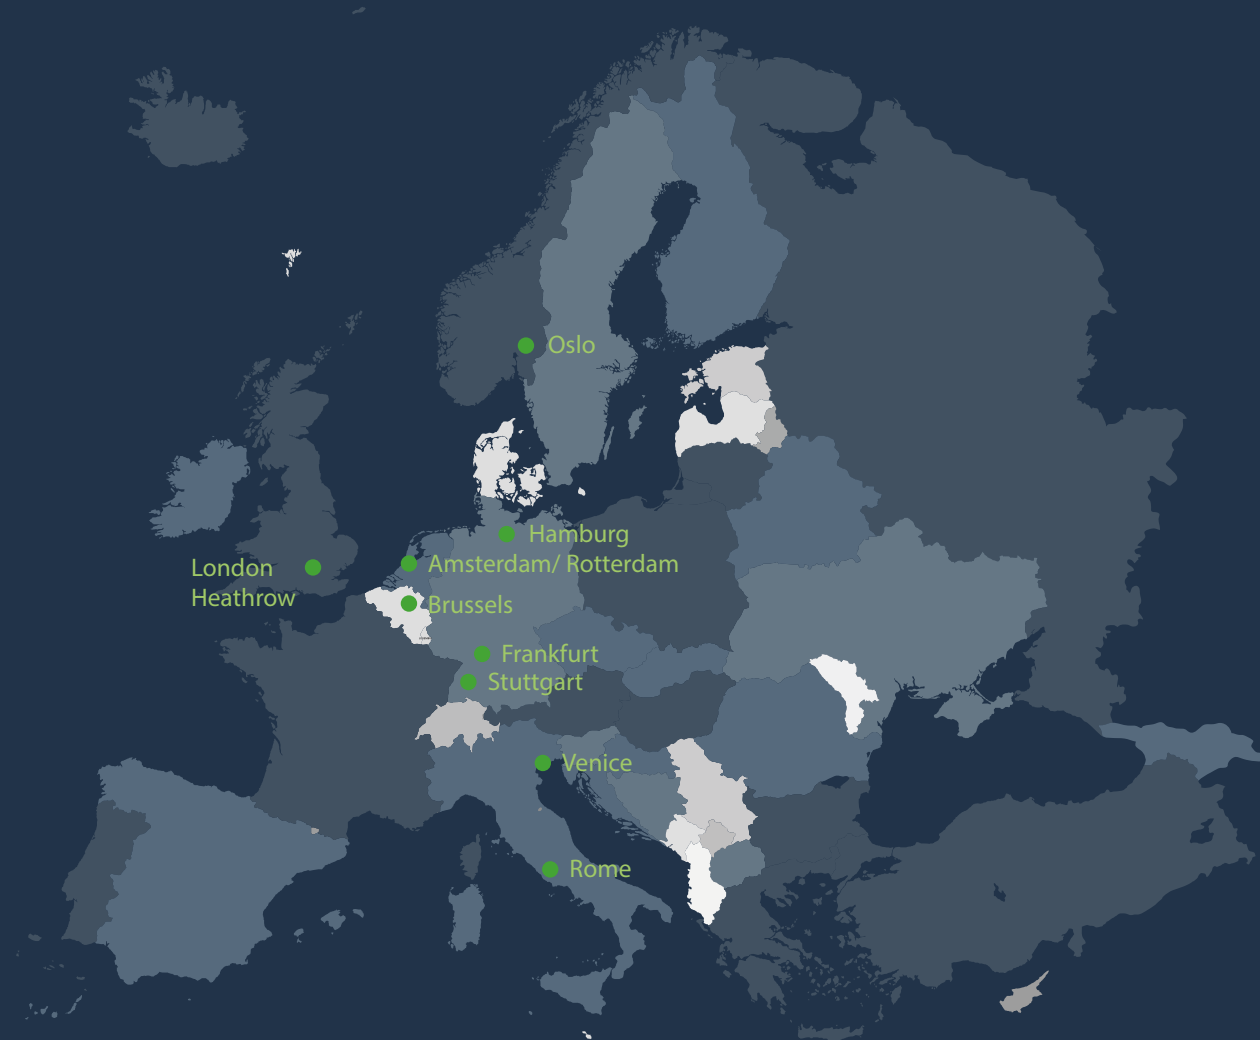 Oslo
Hamburg
Amsterdam/ Rotterdam
London
Heathrow
Brussels
Frankfurt
Stuttgart
Venice
Rome